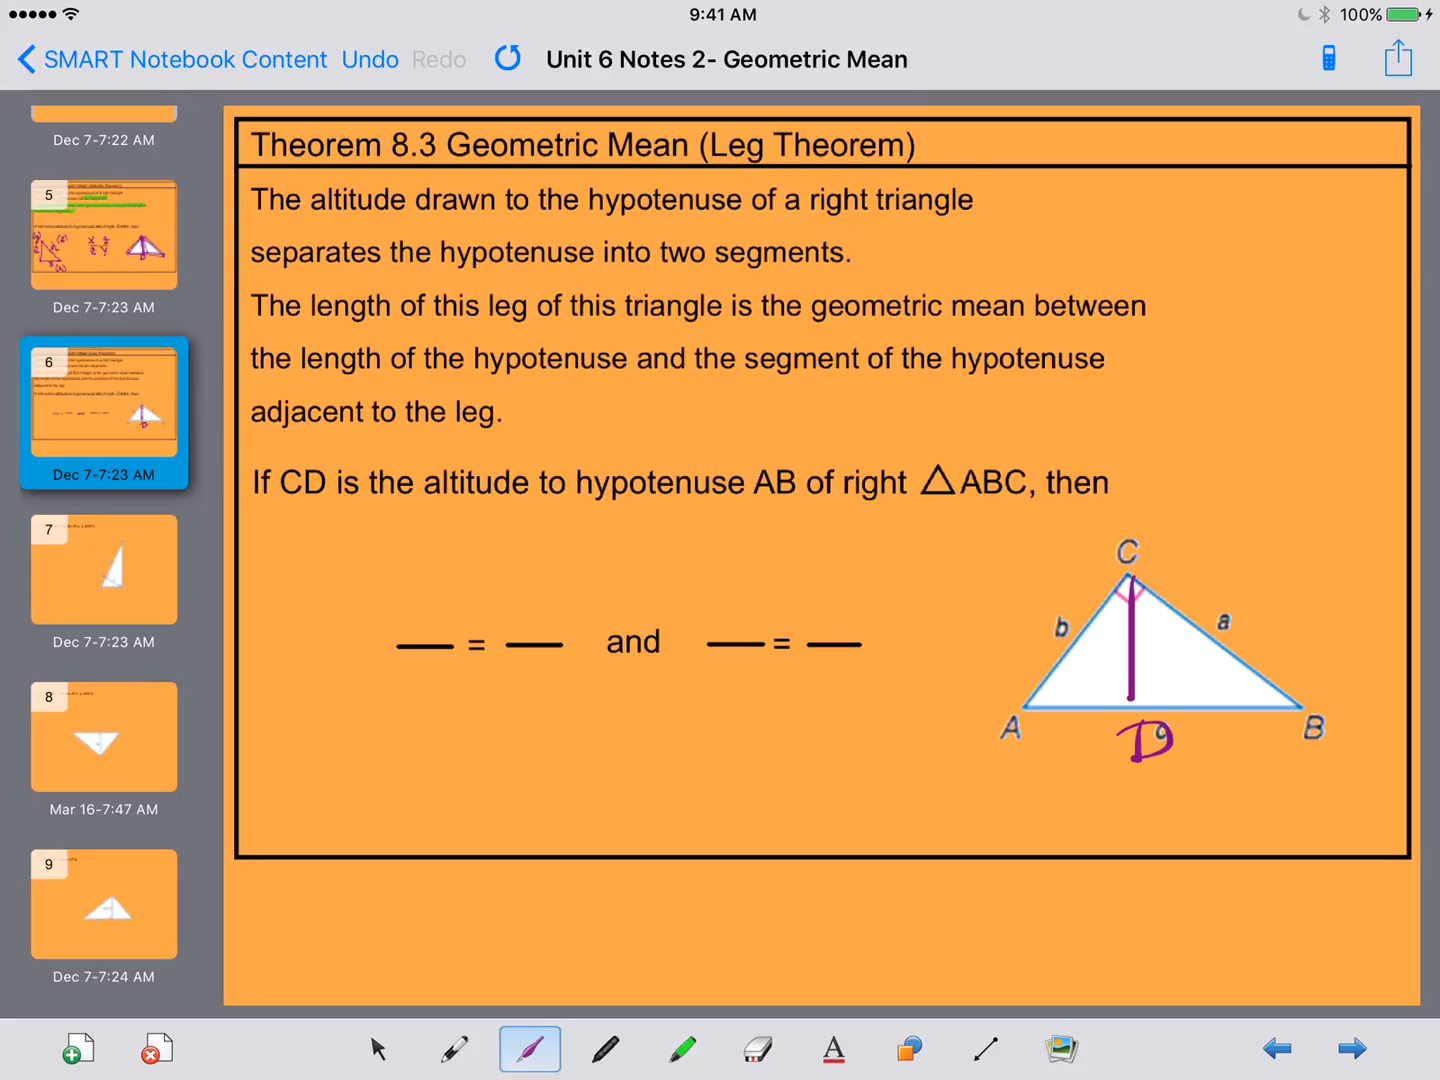 9:41 AM
100%
SMART Notebook Content Undo Redo Unit 6 Notes 2- Geometric Mean
Dec 7-7:22 AM
5
Dec 7-7:23 AM
6
Dec 7-7:23 AM
7
Dec 7-7:23 AM
8
Mar 16-7:47 AM
9
Dec 7-7:24 AM
Theorem 8.3 Geometric Mean (Leg Theorem)
The altitude drawn to the hypotenuse of a right triangle
separates the hypotenuse into two segments.
The length of this leg of this triangle is the geometric mean between
the length of the hypotenuse and the segment of the hypotenuse
adjacent to the leg.
If CD is the altitude to hypotenuse AB of right △ABC, then
= and =
C
b a
A B
D
A